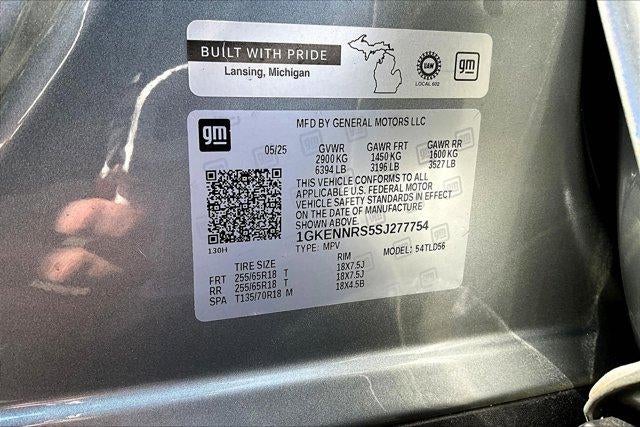 BUILT WITH PRIDE
Lansing, Michigan
UAW
LOCAL 602
gm
gm
MFD BY GENERAL MOTORS LLC
05/25 GVWR GAWR FRT GAWR RR
2900 KG 1450 KG 1600 KG
6394 LB 3196 LB 3527 LB
THIS VEHICLE CONFORMS TO ALL
APPLICABLE U.S. FEDERAL MOTOR
VEHICLE SAFETY STANDARDS IN EFFECT
ON THE DATE OF MANUFACTURE
SHOWN ABOVE.
1GKENNRS5SJ277754
130H TYPE: MPV MODEL: 54TLD56
TIRE SIZE RIM
FRT 255/65R18 T 18X7.5J
RR 255/65R18 T 18X7.5J
SPA T135/70R18 M 18X4.5B